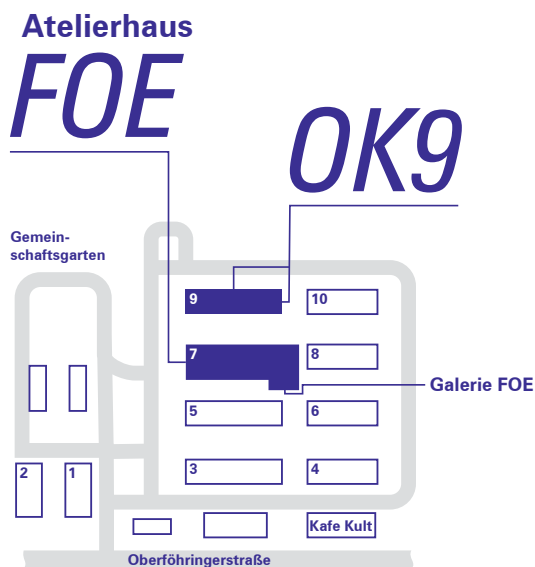 Atelierhaus
FOE
OK9
Gemein-
schaftsgarten
9
10
7
8
Galerie FOE
5
6
3
4
2
1
Kafe Kult
Oberföhringerstraße